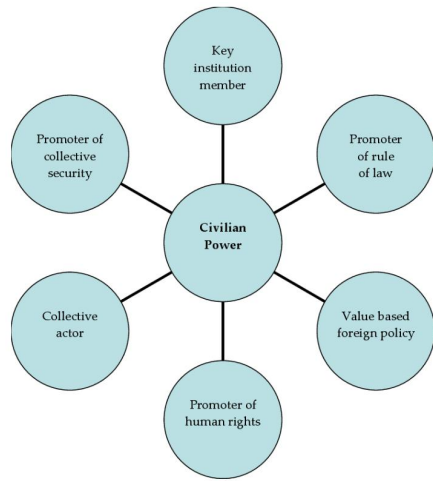 Key
institution
member
Promoter of
collective
security
Promoter
of rule
of law
Civilian
Power
Collective
actor
Value based
foreign policy
Promoter of
human rights